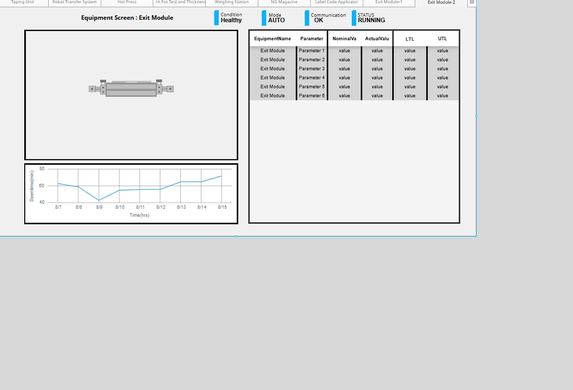 Taping Unit Robot Transfer System Hot Press Hi Pot Test and Thickness Weighing Station NG Magazine Label Code Applicator Exit Module-1 Exit Module 2
Equipment Screen : Exit Module
Condition Mode Communication STATUS
Healthy AUTO OK RUNNING
EquipmentName Parameter NominalVa ActualValu LTL UTL
Exit Module Parameter 1 value value value value
Exit Module Parameter 2 value value value value
Exit Module Parameter 3 value value value value
Exit Module Parameter 4 value value value value
Exit Module Parameter 5 value value value value
Exit Module Parameter 6 value value value value
80
60
40
Downtime(min)
8/7 8/8 8/9 8/10 8/11 8/12 8/13 8/14 8/15
Time(hrs)